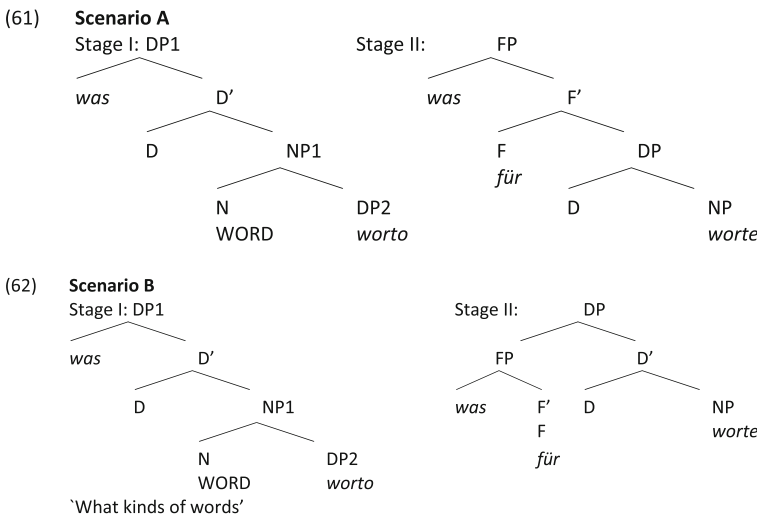 (61) Scenario A
Stage I: DP1 Stage II: FP
was D’ was F’
D NP1 F DP
für
N DP2 D NP
WORD worto worte
(62) Scenario B
Stage I: DP1 Stage II: DP
was D’ FP D’
D NP1 was F’ D NP
F worte
N DP2 für
WORD worto
`What kinds of words’